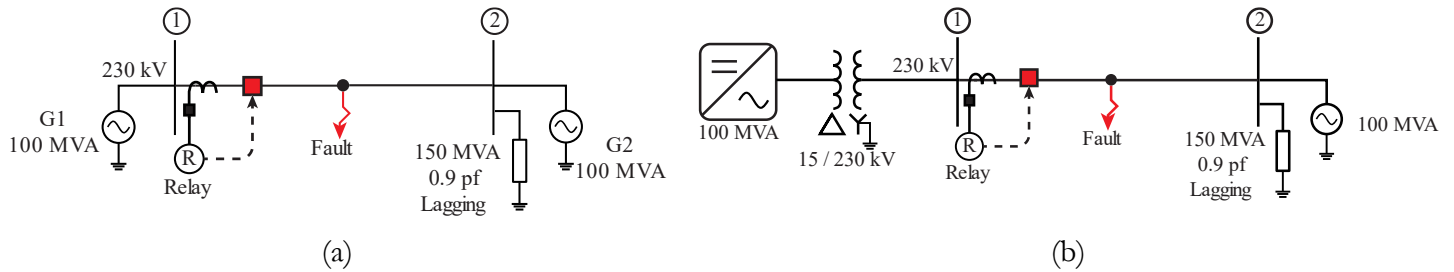 1
2
230 kV
G1
100 MVA
R
Relay
Fault
150 MVA
0.9 pf
Lagging
G2
100 MVA
(a)
1
2
230 kV
100 MVA
15 / 230 kV
R
Relay
Fault
150 MVA
0.9 pf
Lagging
100 MVA
(b)